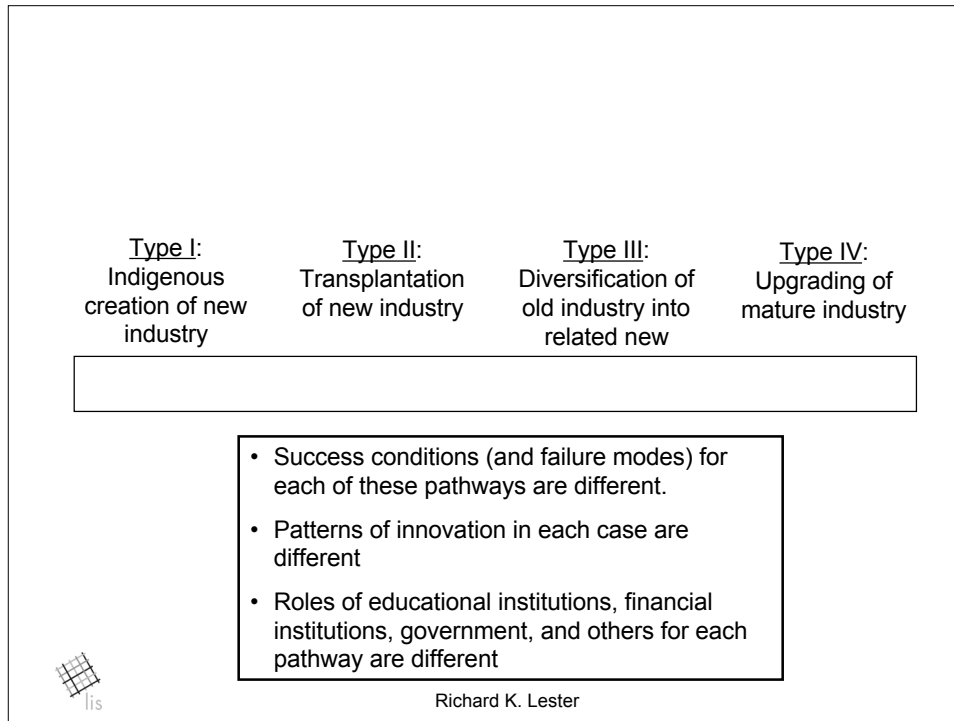 Type I:
Indigenous
creation of new
industry
Type II:
Transplantation
of new industry
Type III:
Diversification of
old industry into
related new
Type IV:
Upgrading of
mature industry
• Success conditions (and failure modes) for
each of these pathways are different.
• Patterns of innovation in each case are
different
• Roles of educational institutions, financial
institutions, government, and others for each
pathway are different
lis
Richard K. Lester